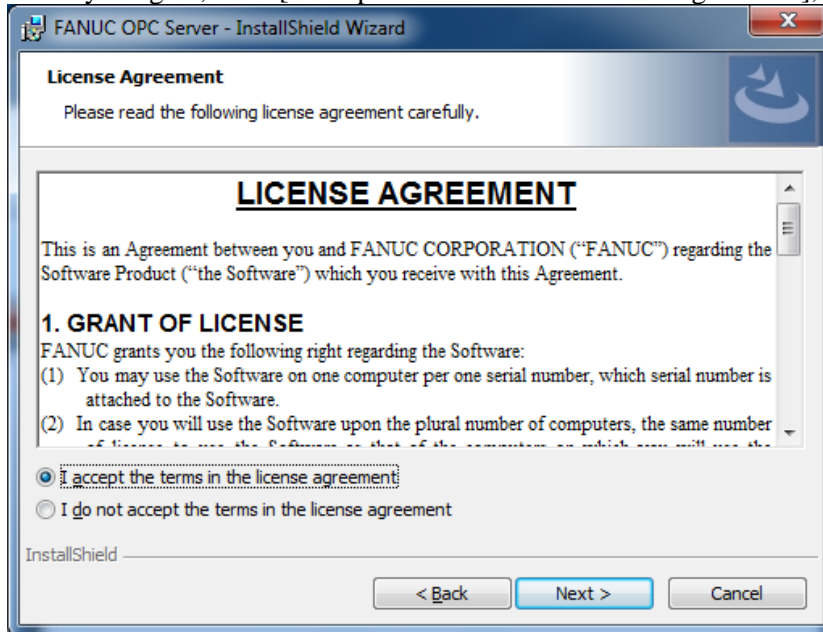 FANUC OPC Server - InstallShield Wizard
License Agreement
Please read the following license agreement carefully.
LICENSE AGREEMENT
This is an Agreement between you and FANUC CORPORATION (“FANUC”) regarding the
Software Product (“the Software”) which you receive with this Agreement.
1. GRANT OF LICENSE
FANUC grants you the following right regarding the Software:
(1) You may use the Software on one computer per one serial number, which serial number is
attached to the Software.
(2) In case you will use the Software upon the plural number of computers, the same number
I accept the terms in the license agreement
I do not accept the terms in the license agreement
InstallShield
< Back Next > Cancel